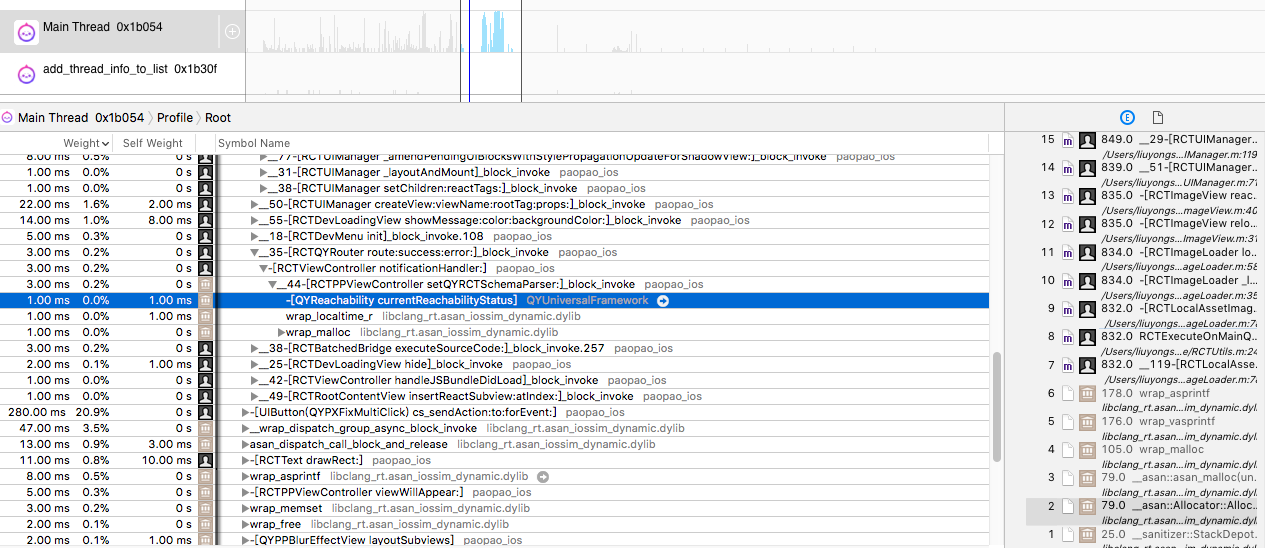 Main Thread 0x1b054
add_thread_info_to_list 0x1b30f
Main Thread 0x1b054 Profile Root
Weight Self Weight Symbol Name
8.00 ms 0.5% 0 s __77-[RCTUIManager _amendPendingUIBlocksWithStylePropagationUpdateForShadowView:]_block_invoke paopao_ios
1.00 ms 0.0% 0 s __31-[RCTUIManager _layoutAndMount]_block_invoke paopao_ios
1.00 ms 0.0% 0 s __38-[RCTUIManager setChildren:reactTags:]_block_invoke paopao_ios
22.00 ms 1.6% 2.00 ms __50-[RCTUIManager createView:viewName:rootTag:props:]_block_invoke paopao_ios
14.00 ms 1.0% 8.00 ms __55-[RCTDevLoadingView showMessage:color:backgroundColor:]_block_invoke paopao_ios
5.00 ms 0.3% 0 s __18-[RCTDevMenu init]_block_invoke.108 paopao_ios
3.00 ms 0.2% 0 s __35-[RCTQYRouter route:success:error:]_block_invoke paopao_ios
3.00 ms 0.2% 0 s -[RCTViewController notificationHandler:] paopao_ios
3.00 ms 0.2% 0 s __44-[RCTPPViewController setQYRCTSchemaParser:]_block_invoke paopao_ios
1.00 ms 0.0% 1.00 ms -[QYReachability currentReachabilityStatus] QYUniversalFramework
1.00 ms 0.0% 1.00 ms wrap_localtime_r libclang_rt.asan_iossim_dynamic.dylib
1.00 ms 0.0% 0 s wrap_malloc libclang_rt.asan_iossim_dynamic.dylib
3.00 ms 0.2% 0 s __38-[RCTBatchedBridge executeSourceCode:]_block_invoke.257 paopao_ios
2.00 ms 0.1% 0 s __25-[RCTDevLoadingView hide]_block_invoke paopao_ios
1.00 ms 0.0% 0 s __42-[RCTViewController handleJSBundleDidLoad]_block_invoke paopao_ios
1.00 ms 0.0% 0 s __49-[RCTRootContentView insertReactSubview:atIndex:]_block_invoke paopao_ios
280.00 ms 20.9% 0 s -[UIButton(QYPXFixMultiClick) cs_sendAction:to:forEvent:] paopao_ios
47.00 ms 3.5% 0 s __wrap_dispatch_group_async_block_invoke libclang_rt.asan_iossim_dynamic.dylib
13.00 ms 0.9% 3.00 ms asan_dispatch_call_block_and_release libclang_rt.asan_iossim_dynamic.dylib
11.00 ms 0.8% 10.00 ms -[RCTText drawRect:] paopao_ios
8.00 ms 0.5% 0 s wrap_asprintf libclang_rt.asan_iossim_dynamic.dylib
5.00 ms 0.3% 0 s -[RCTPPViewController viewWillAppear:] paopao_ios
3.00 ms 0.2% 0 s wrap_memset libclang_rt.asan_iossim_dynamic.dylib
2.00 ms 0.1% 0 s wrap_free libclang_rt.asan_iossim_dynamic.dylib
2.00 ms 0.1% 1.00 ms -[QYPPBlurEffectView layoutSubviews] paopao_ios
E
15 m 849.0 __29-[RCTUIManager...
/Users/liuyongs...IManager.m:119
14 m 839.0 __51-[RCTUIManager...
/Users/liuyongs...UIManager.m:71
13 m 835.0 -[RCTImageView reac...
/Users/liuyongs...mageView.m:40
12 m 835.0 -[RCTImageView relo...
/Users/liuyongs...mageView.m:31
11 m 834.0 -[RCTImageLoader lo...
/Users/liuyongs...ageLoader.m:58
10 m 834.0 -[RCTImageLoader _l...
/Users/liuyongs...ageLoader.m:35
9 m 832.0 -[RCTLocalAssetImag...
/Users/liuyongs...ageLoader.m:7
8 m 832.0 RCTExecuteOnMainQ...
/Users/liuyongs...e/RCTUtils.m:24
7 m 832.0 __119-[RCTLocalAsse...
/Users/liuyongs...ageLoader.m:7
6 178.0 wrap_asprintf
libclang_rt.asan...im_dynamic.dylib
5 176.0 wrap_vasprintf
libclang_rt.asan...im_dynamic.dylib
4 105.0 wrap_malloc
libclang_rt.asan...im_dynamic.dylib
3 79.0 __asan::asan_malloc(un...
libclang_rt.asan...im_dynamic.dylib
2 79.0 __asan::Allocator::Alloc...
libclang_rt.asan...im_dynamic.dylib
1 25.0 __sanitizer::StackDepot...